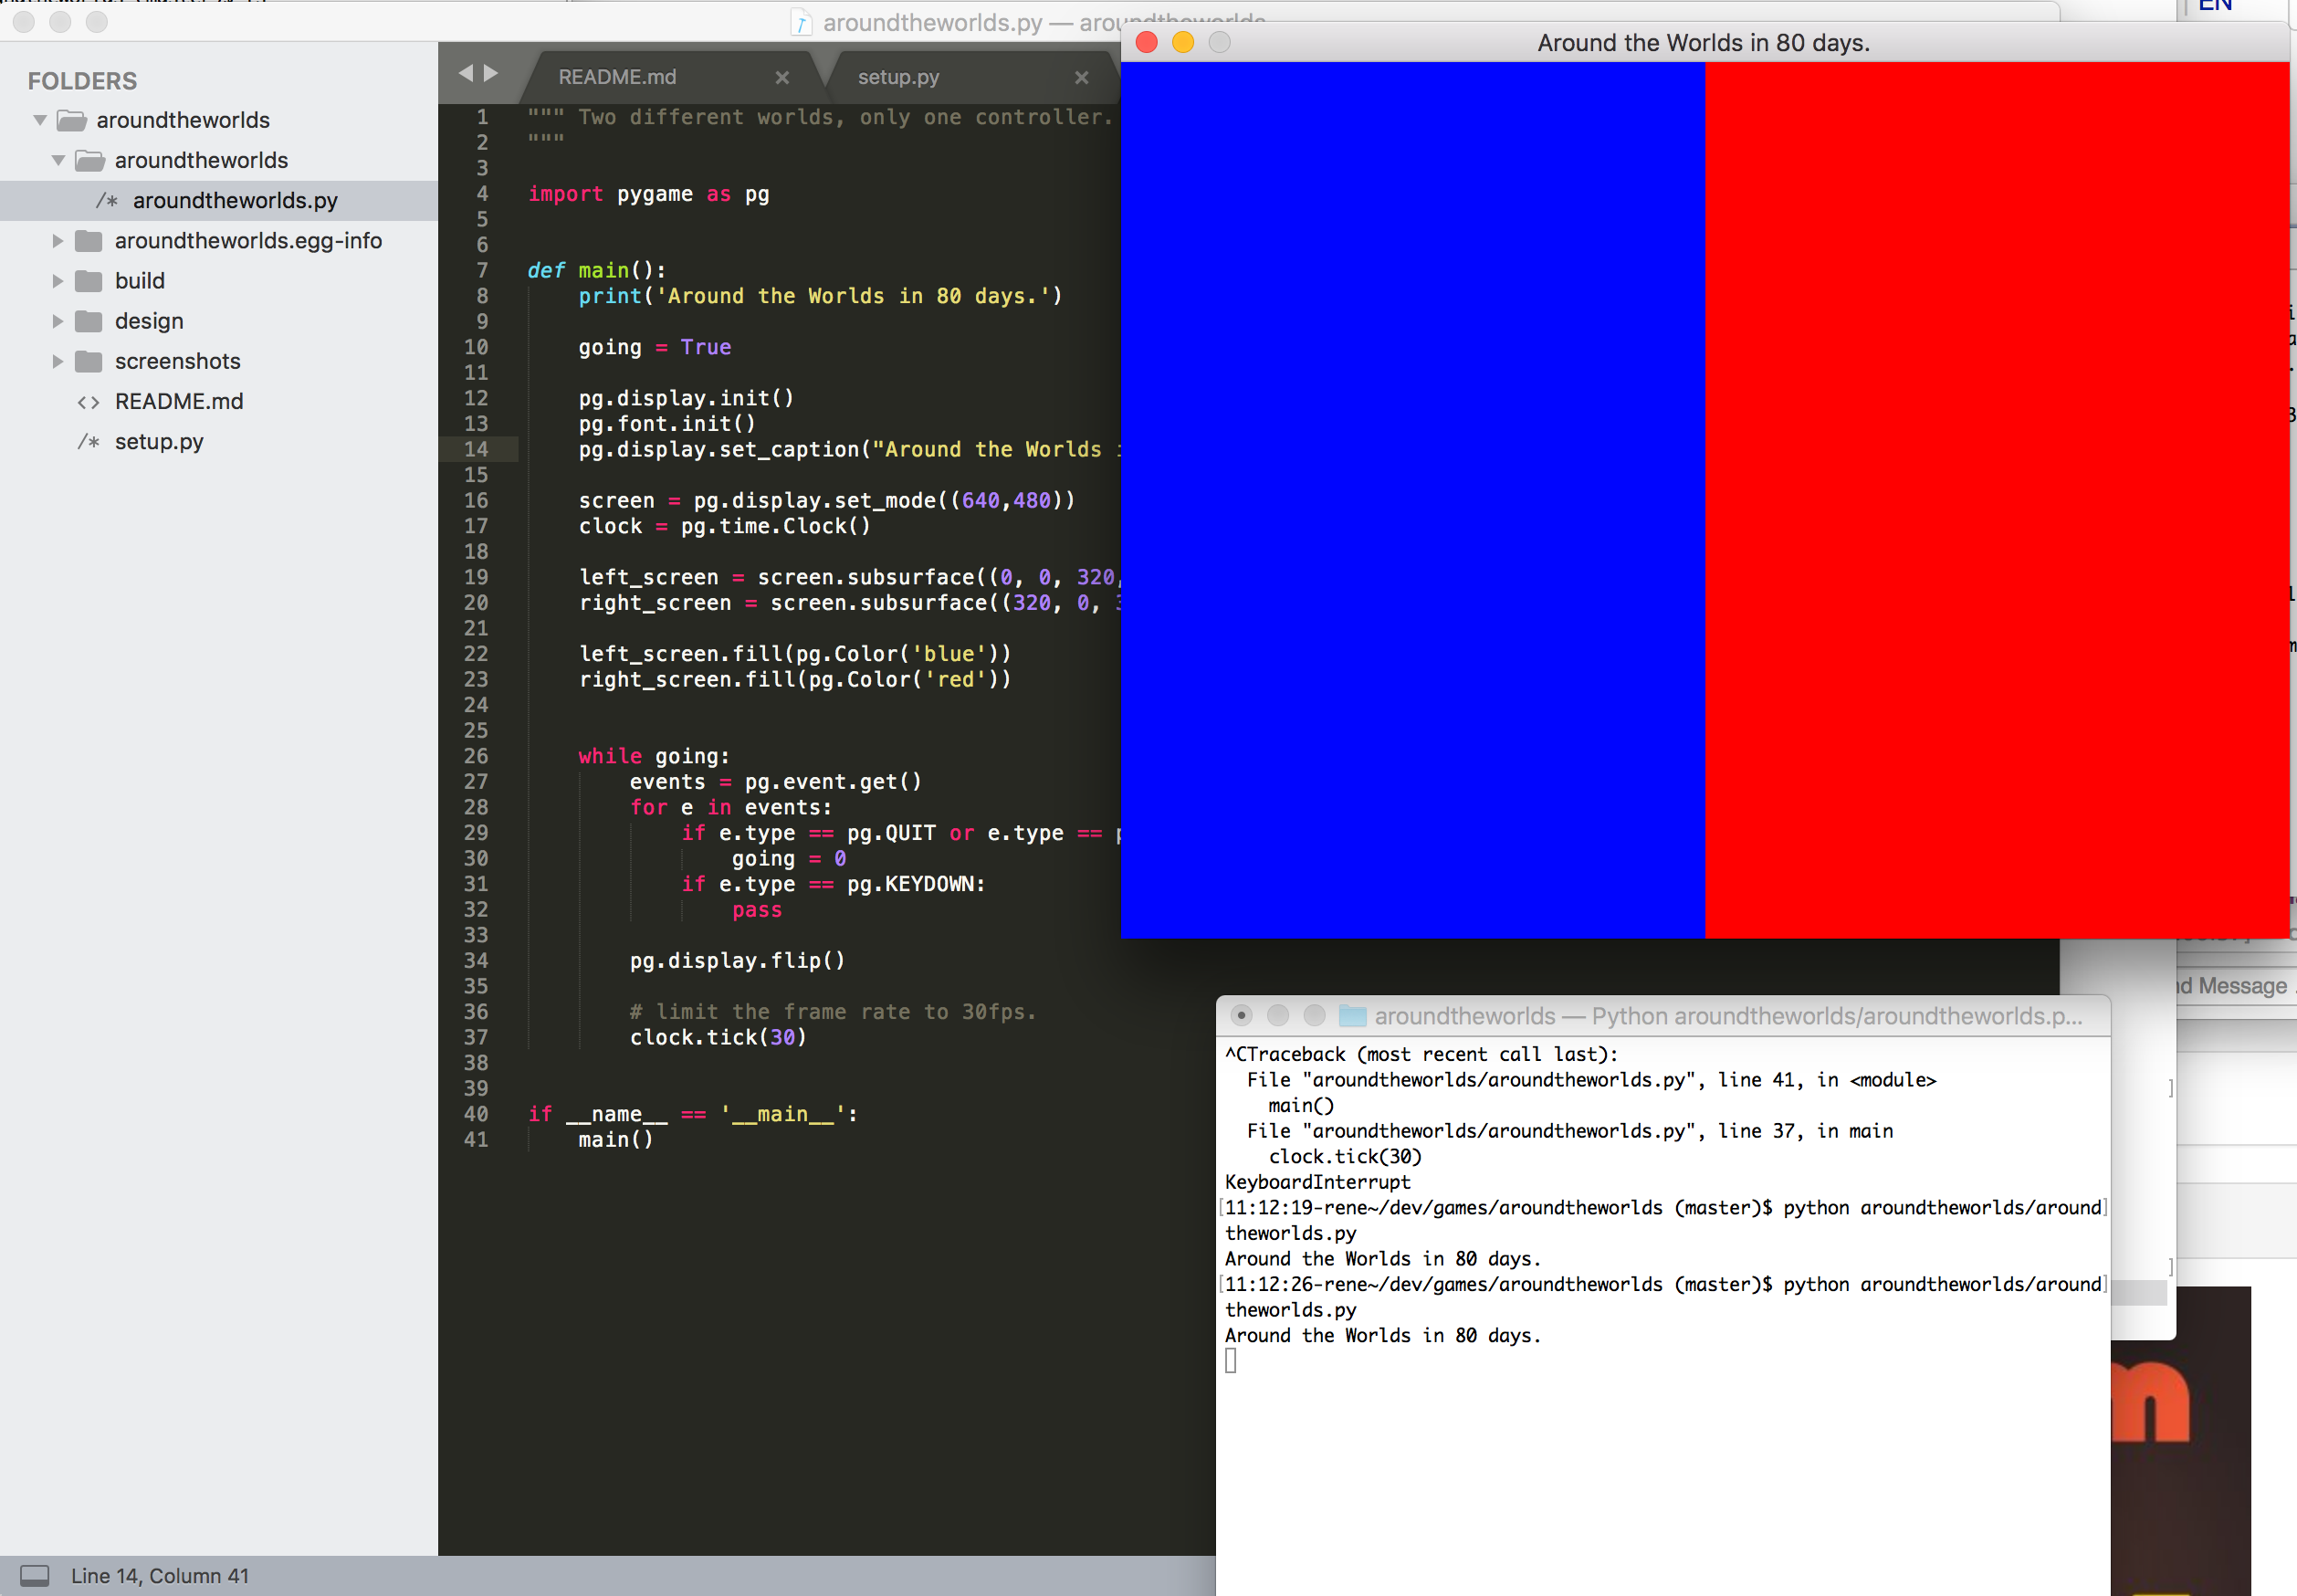 aroundtheworlds.py — aroundtheworlds
EN
FOLDERS
aroundtheworlds
aroundtheworlds
/* aroundtheworlds.py
aroundtheworlds.egg-info
build
design
screenshots
<> README.md
/* setup.py
README.md ×
setup.py ×
1 """ Two different worlds, only one controller.
2 """
3
4 import pygame as pg
5
6
7 def main():
8     print('Around the Worlds in 80 days.')
9
10     going = True
11
12     pg.display.init()
13     pg.font.init()
14     pg.display.set_caption("Around the Worlds
15
16     screen = pg.display.set_mode((640,480))
17     clock = pg.time.Clock()
18
19     left_screen = screen.subsurface((0, 0, 320,
20     right_screen = screen.subsurface((320, 0,
21
22     left_screen.fill(pg.Color('blue'))
23     right_screen.fill(pg.Color('red'))
24
25
26     while going:
27         events = pg.event.get()
28         for e in events:
29             if e.type == pg.QUIT or e.type ==
30                 going = 0
31             if e.type == pg.KEYDOWN:
32                 pass
33
34         pg.display.flip()
35
36         # limit the frame rate to 30fps.
37         clock.tick(30)
38
39
40 if __name__ == '__main__':
41     main()
Line 14, Column 41
Around the Worlds in 80 days.
Message
aroundtheworlds — Python aroundtheworlds/aroundtheworlds.p...
^CTraceback (most recent call last):
  File "aroundtheworlds/aroundtheworlds.py", line 41, in <module>
    main()
  File "aroundtheworlds/aroundtheworlds.py", line 37, in main
    clock.tick(30)
KeyboardInterrupt
[11:12:19-rene~/dev/games/aroundtheworlds (master)$ python aroundtheworlds/around]
theworlds.py
Around the Worlds in 80 days.
[11:12:26-rene~/dev/games/aroundtheworlds (master)$ python aroundtheworlds/around]
theworlds.py
Around the Worlds in 80 days.